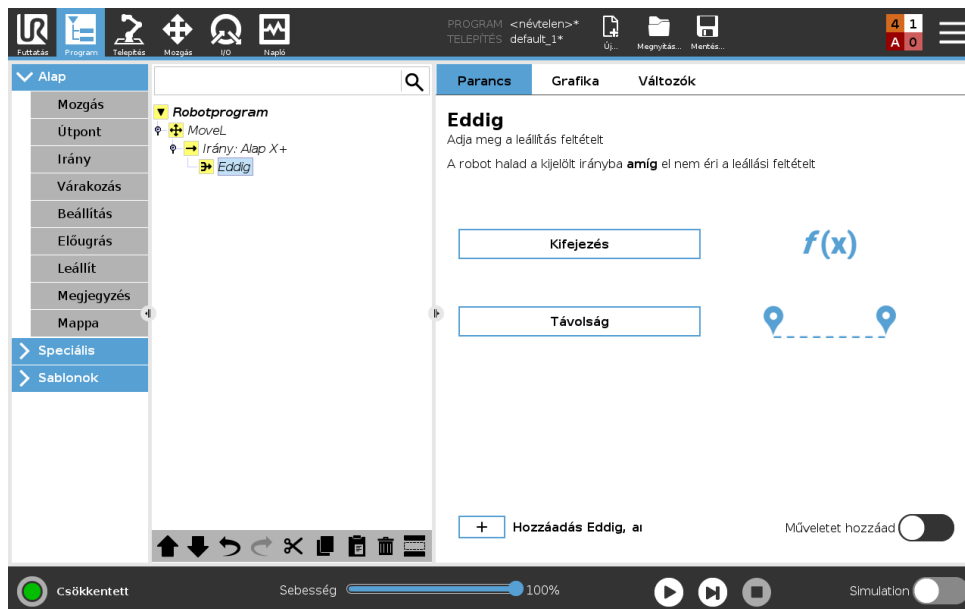 UR
Futtatás
Program
Telepítés
Mozgás
I/O
Napló
PROGRAM <névtelen>*
TELEPÍTÉS default_1*
Új...
Megnyitás...
Mentés...
4 1
A 0
Alap
Mozgás
Útpont
Irány
Várakozás
Beállítás
Előugrás
Leállít
Megjegyzés
Mappa
Speciális
Sablonok
Robotprogram
MoveL
Irány: Alap X+
Eddig
Parancs
Grafika
Változók
Eddig
Adja meg a leállítás feltételt
A robot halad a kijelölt irányba amíg el nem éri a leállási feltételt
Kifejezés
f(x)
Távolság
+
Hozzáadás Eddig, ai
Műveletet hozzáad
Csökkentett
Sebesség
100%
Simulation